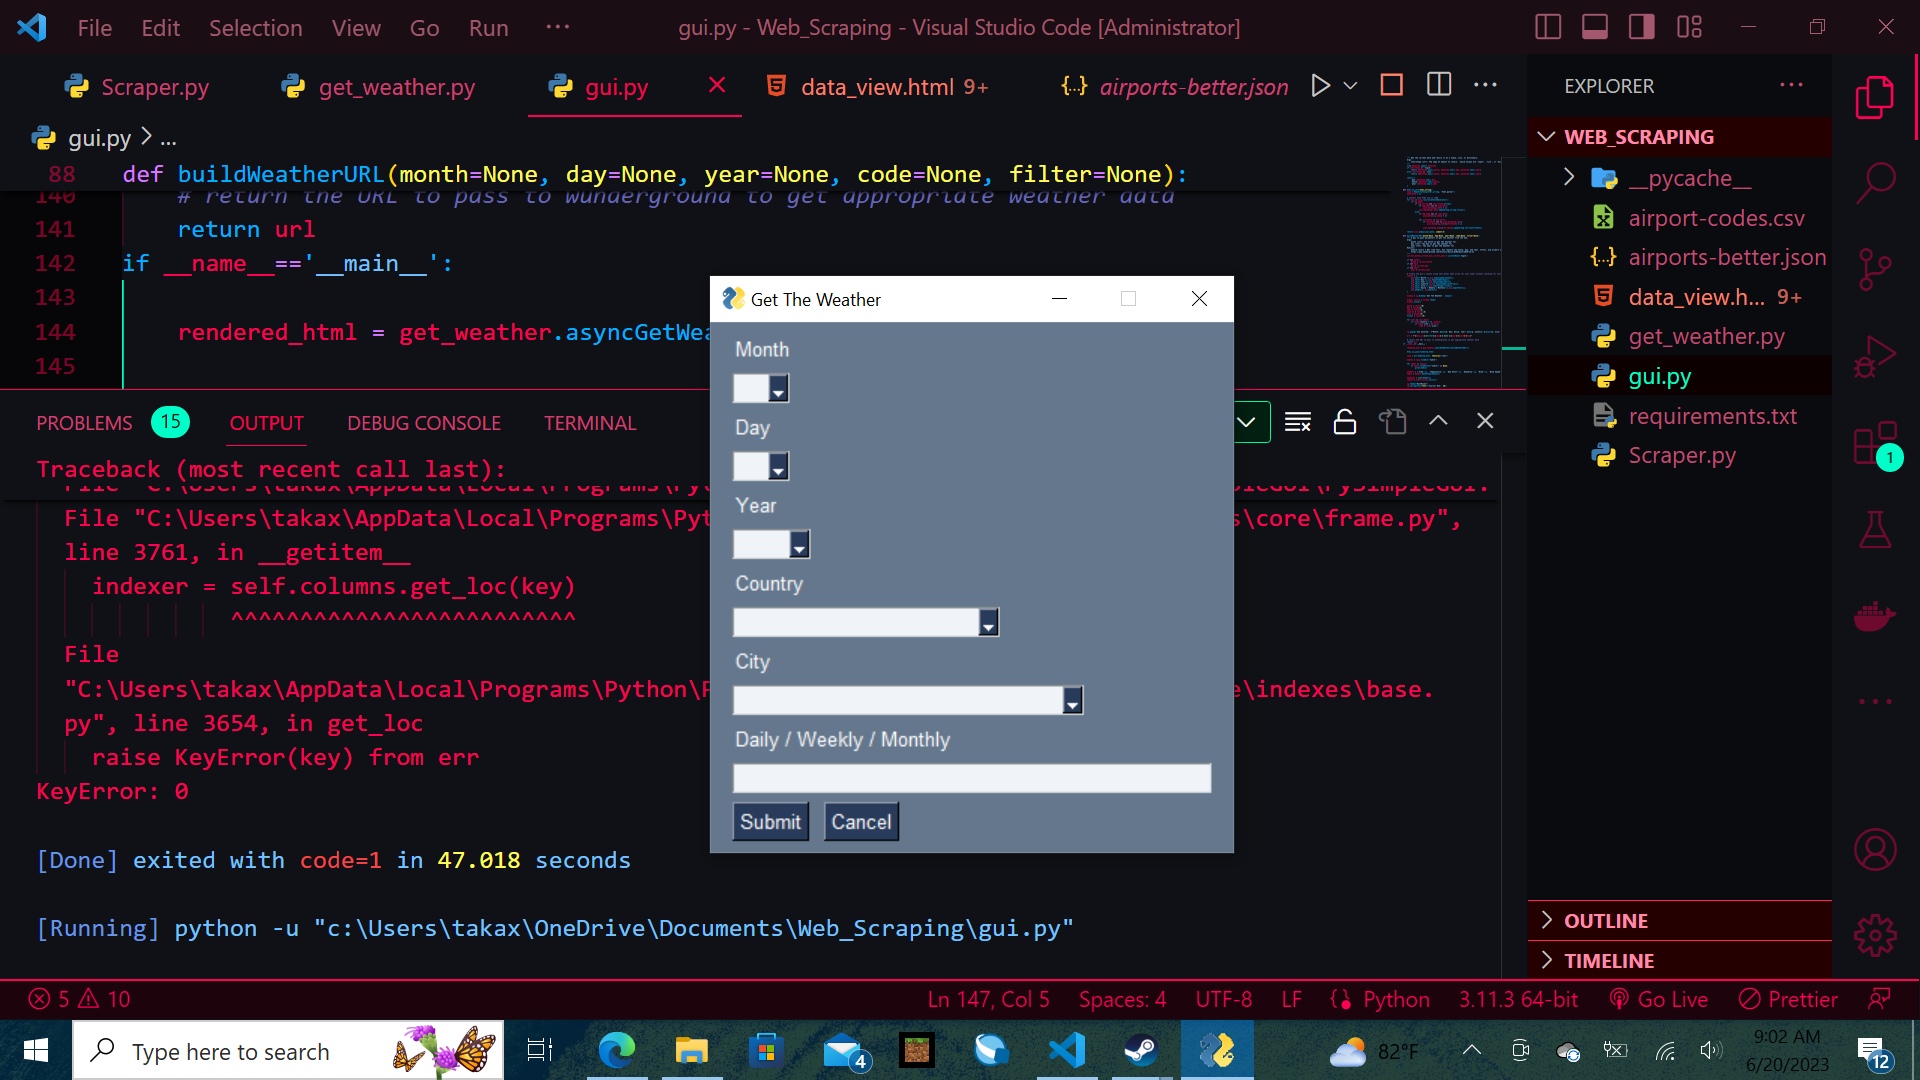 File Edit Selection View Go Run ··· gui.py - Web_Scraping - Visual Studio Code [Administrator]
Scraper.py get_weather.py gui.py data_view.html 9+ airports-better.json
gui.py > ...
88 def buildWeatherURL(month=None, day=None, year=None, code=None, filter=None):
140 # return the URL to pass to wunderground to get appropriate weather data
141 return url
142 if __name__=='__main__':
143
144 rendered_html = get_weather.asyncGetWea
145
PROBLEMS 15 OUTPUT DEBUG CONSOLE TERMINAL
Traceback (most recent call last):
File "C:\Users\takax\AppData\Local\Programs\Pyt
File "C:\Users\takax\AppData\Local\Programs\Pyt s\core\frame.py",
line 3761, in __getitem__
indexer = self.columns.get_loc(key)
^^^^^^^^^^^^^^^^^^^^^^^^^
File
"C:\Users\takax\AppData\Local\Programs\Python\P e\indexes\base.
py", line 3654, in get_loc
raise KeyError(key) from err
KeyError: 0
[Done] exited with code=1 in 47.018 seconds
[Running] python -u "c:\Users\takax\OneDrive\Documents\Web_Scraping\gui.py"
Get The Weather
Month
Day
Year
Country
City
Daily / Weekly / Monthly
Submit Cancel
EXPLORER
WEB_SCRAPING
__pycache__
airport-codes.csv
airports-better.json
data_view.h... 9+
get_weather.py
gui.py
requirements.txt
Scraper.py
1
OUTLINE
TIMELINE
5 10 Ln 147, Col 5 Spaces: 4 UTF-8 LF Python 3.11.3 64-bit Go Live Prettier
Type here to search 4 82°F 9:02 AM
6/20/2023 12